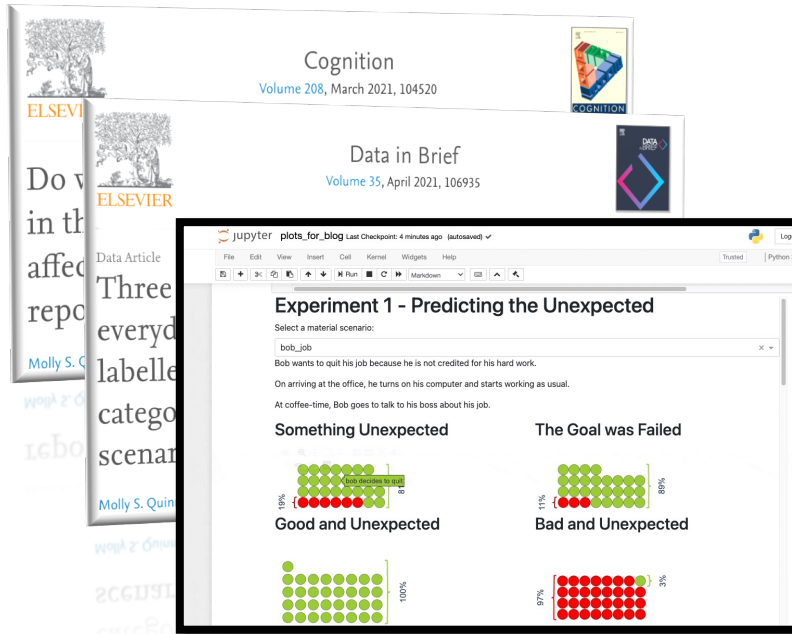 Cognition
Volume 208, March 2021, 104520
COGNITION
ELSEVI
Do
in th
affec
repo
Molly S.
Data in Brief
Volume 35, April 2021, 106935
DATA
ELSEVIER
Data Article
Three
everyd
labelle
catego
scenar
Molly S. Quin
jupyter plots_for_blog Last Checkpoint: 4 minutes ago (autosaved)
File Edit View Insert Cell Kernel Widgets Help
Trusted Python
Run Markdown
Experiment 1 - Predicting the Unexpected
Select a material scenario:
bob_job
Bob wants to quit his job because he is not credited for his hard work.
On arriving at the office, he turns on his computer and starts working as usual.
At coffee-time, Bob goes to talk to his boss about his job.
Something Unexpected
The Goal was Failed
bob decides to quit
19%
81
11%
89%
Good and Unexpected
Bad and Unexpected
100%
97%
3%